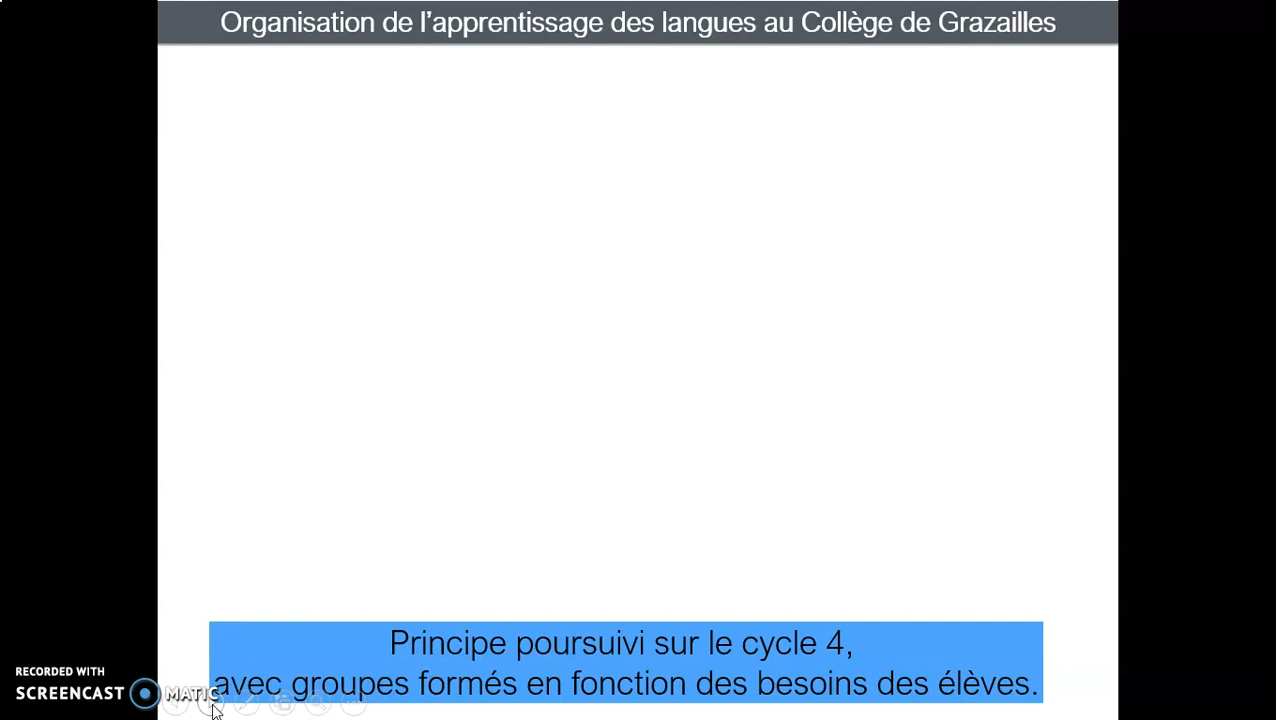 Organisation de l’apprentissage des langues au Collège de Grazailles
Principe poursuivi sur le cycle 4,
avec groupes formés en fonction des besoins des élèves.
RECORDED WITH
SCREENCAST MATIC